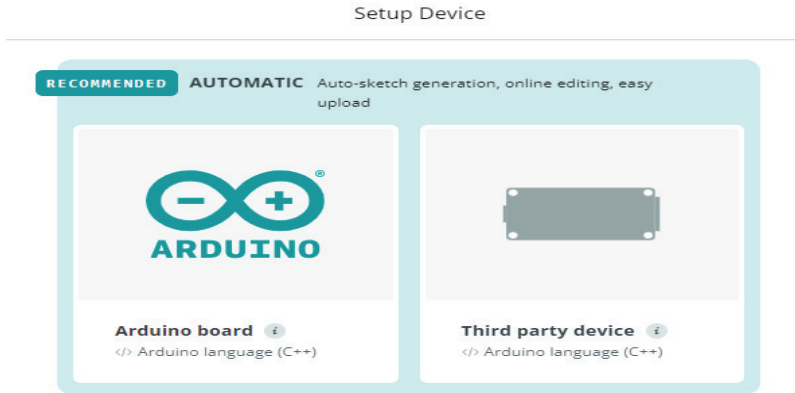 Setup Device
RECOMMENDED AUTOMATIC Auto-sketch generation, online editing, easy
upload
ARDUINO ®
Arduino board i
</> Arduino language (C++)
Third party device i
</> Arduino language (C++)